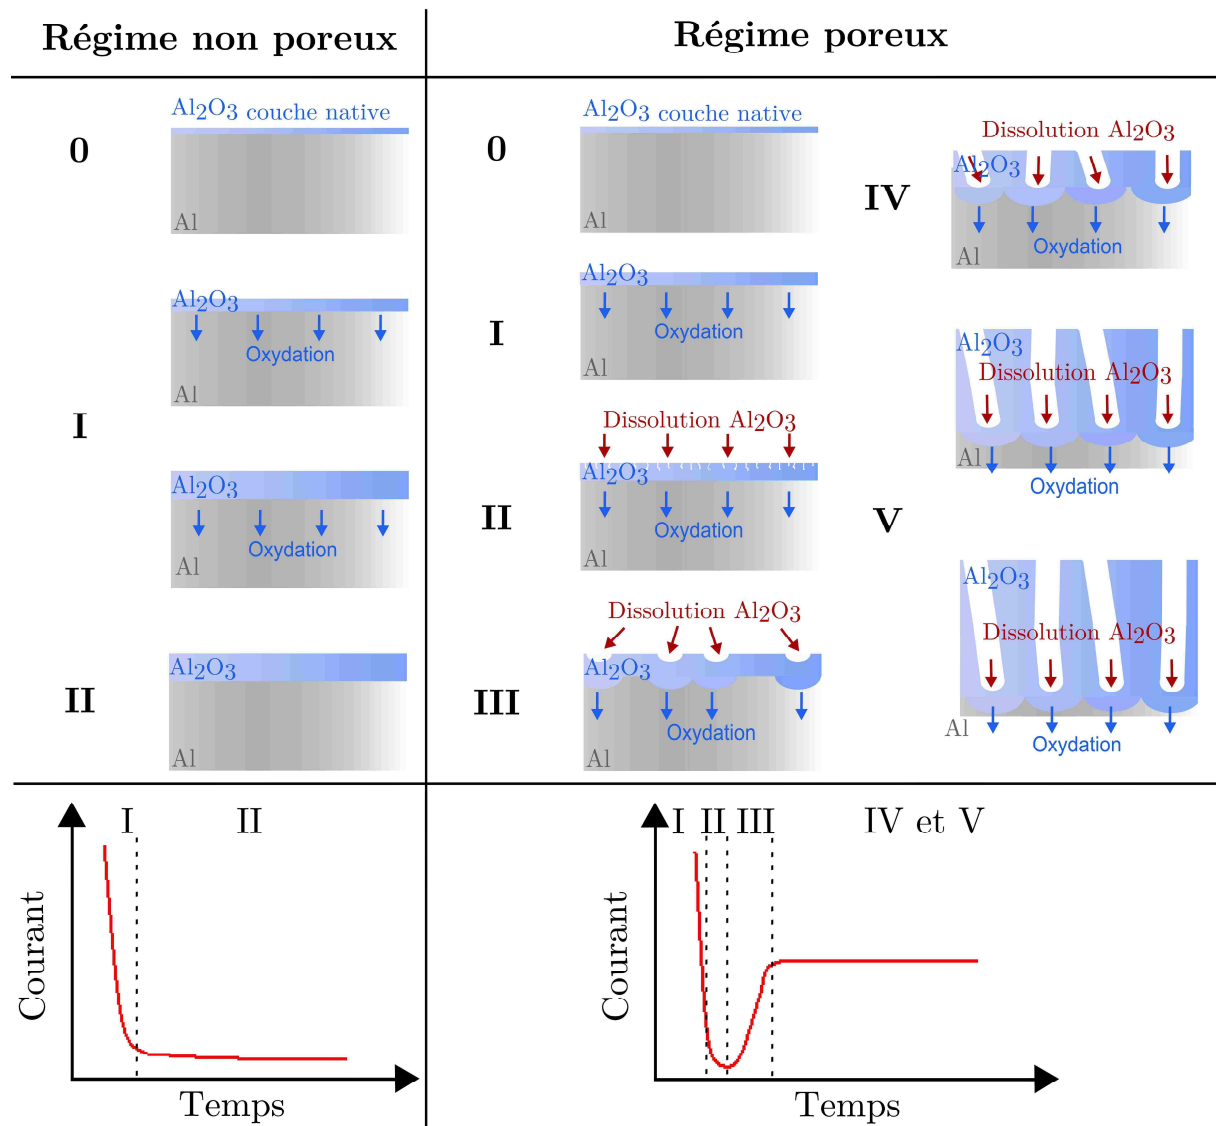 Régime non poreux
Régime poreux
Al2O3 couche native
0
Al
Al2O3
Oxydation
Al
I
Al2O3
Oxydation
Al
Al2O3
II
Al
Al2O3 couche native
0
Al
Al2O3
I
Oxydation
Al
Dissolution Al2O3
Al2O3
II
Oxydation
Al
Dissolution Al2O3
Al2O3
III
Oxydation
Al
Dissolution Al2O3
Al2O3
IV
Oxydation
Al
Al2O3
Dissolution Al2O3
Al
Oxydation
V
Al2O3
Dissolution Al2O3
Al
Oxydation
I II
Courant
Temps
I II III IV et V
Courant
Temps